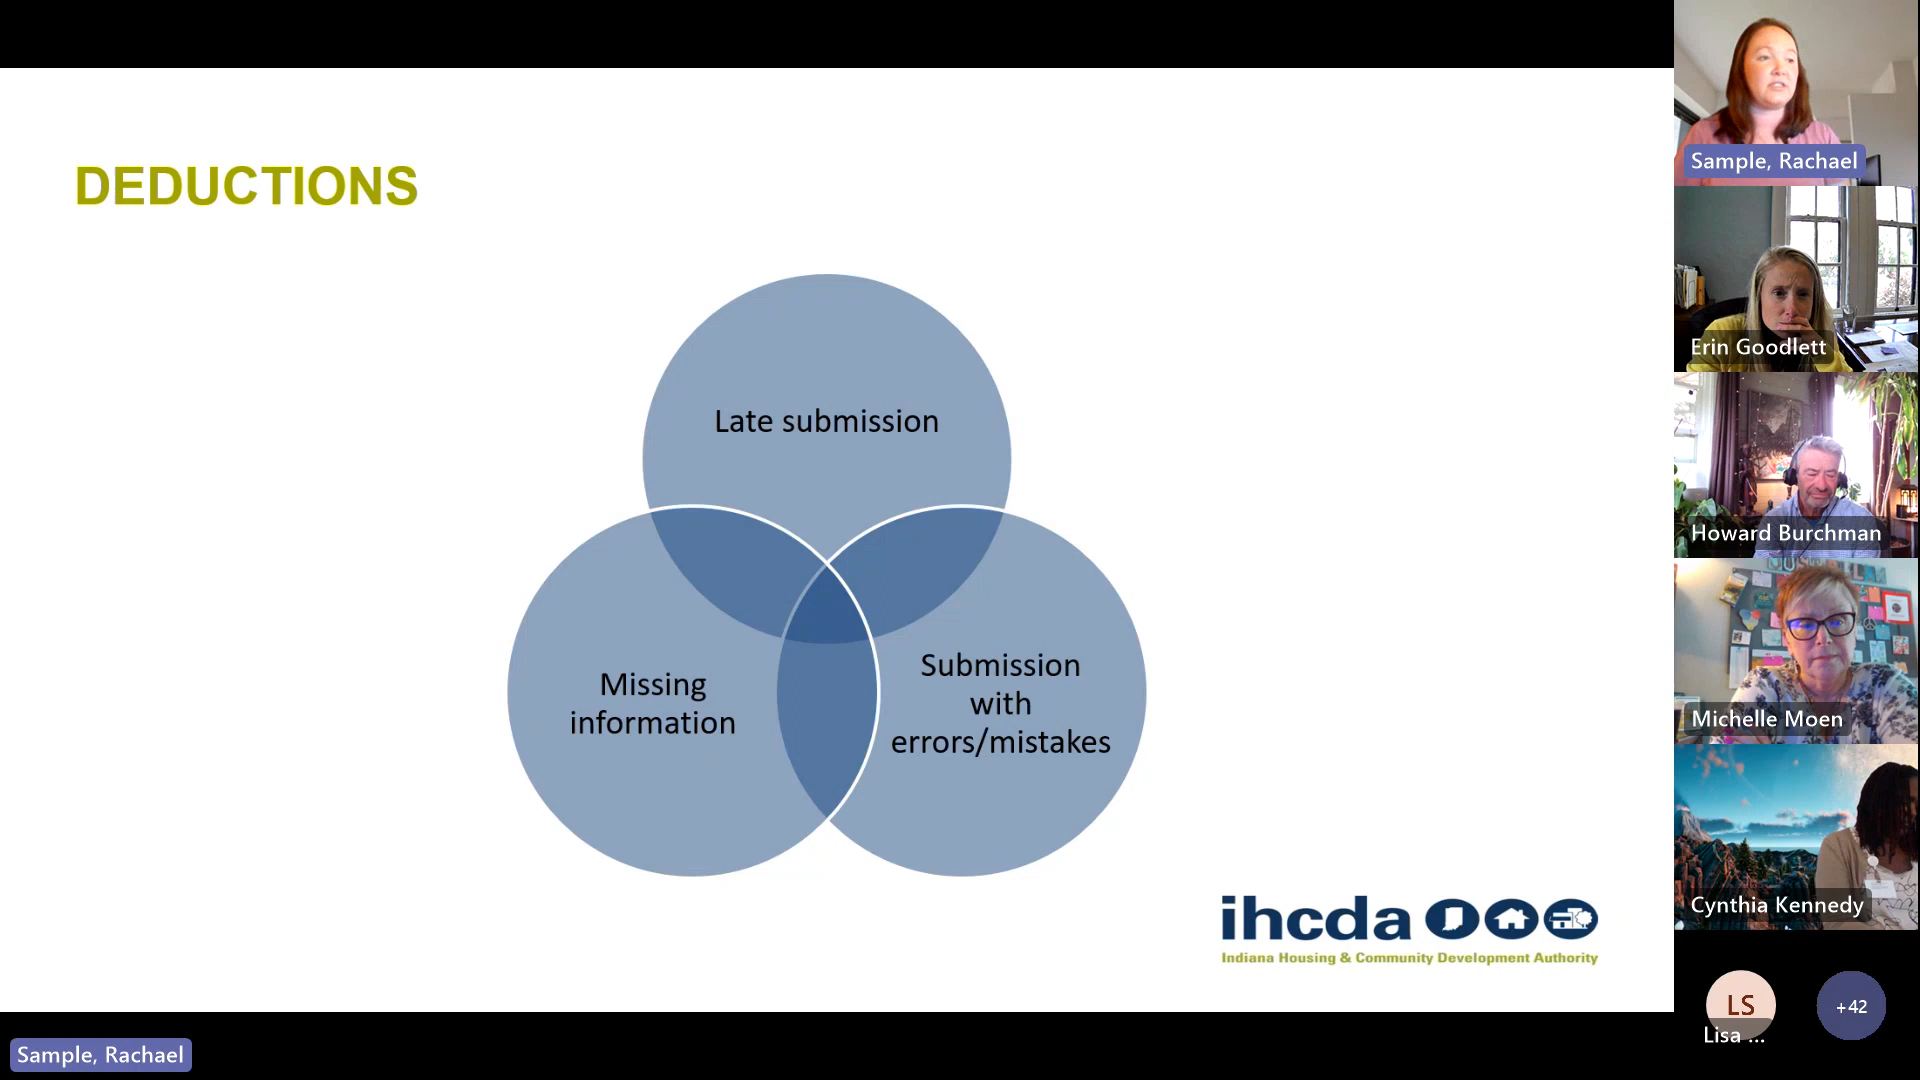 DEDUCTIONS
Late submission
Missing
information
Submission
with
errors/mistakes
ihcda
Indiana Housing & Community Development Authority
Sample, Rachael
Sample, Rachael
Erin Goodlett
Howard Burchman
Michelle Moen
Cynthia Kennedy
LS
Lisa ...
+42